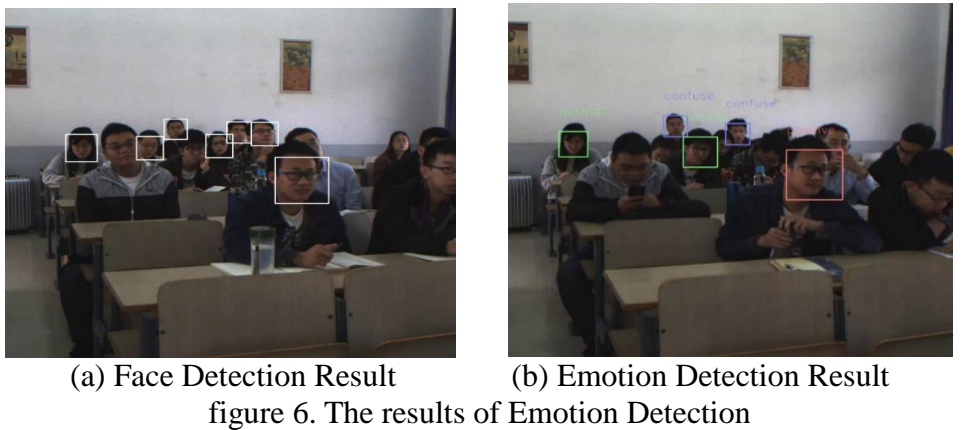 normal
confuse
confuse
(a) Face Detection Result
(b) Emotion Detection Result
figure 6. The results of Emotion Detection